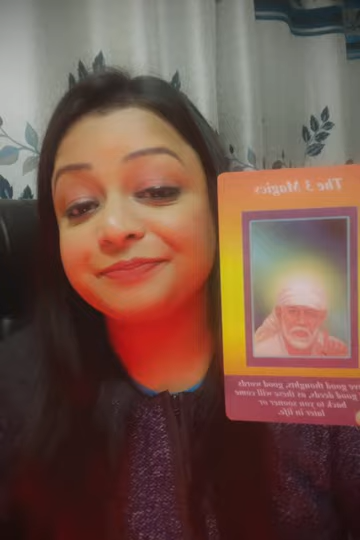 The 3 Magics
ve good thoughts, good words
good deeds, as these will come
back to you sooner or
later in life.